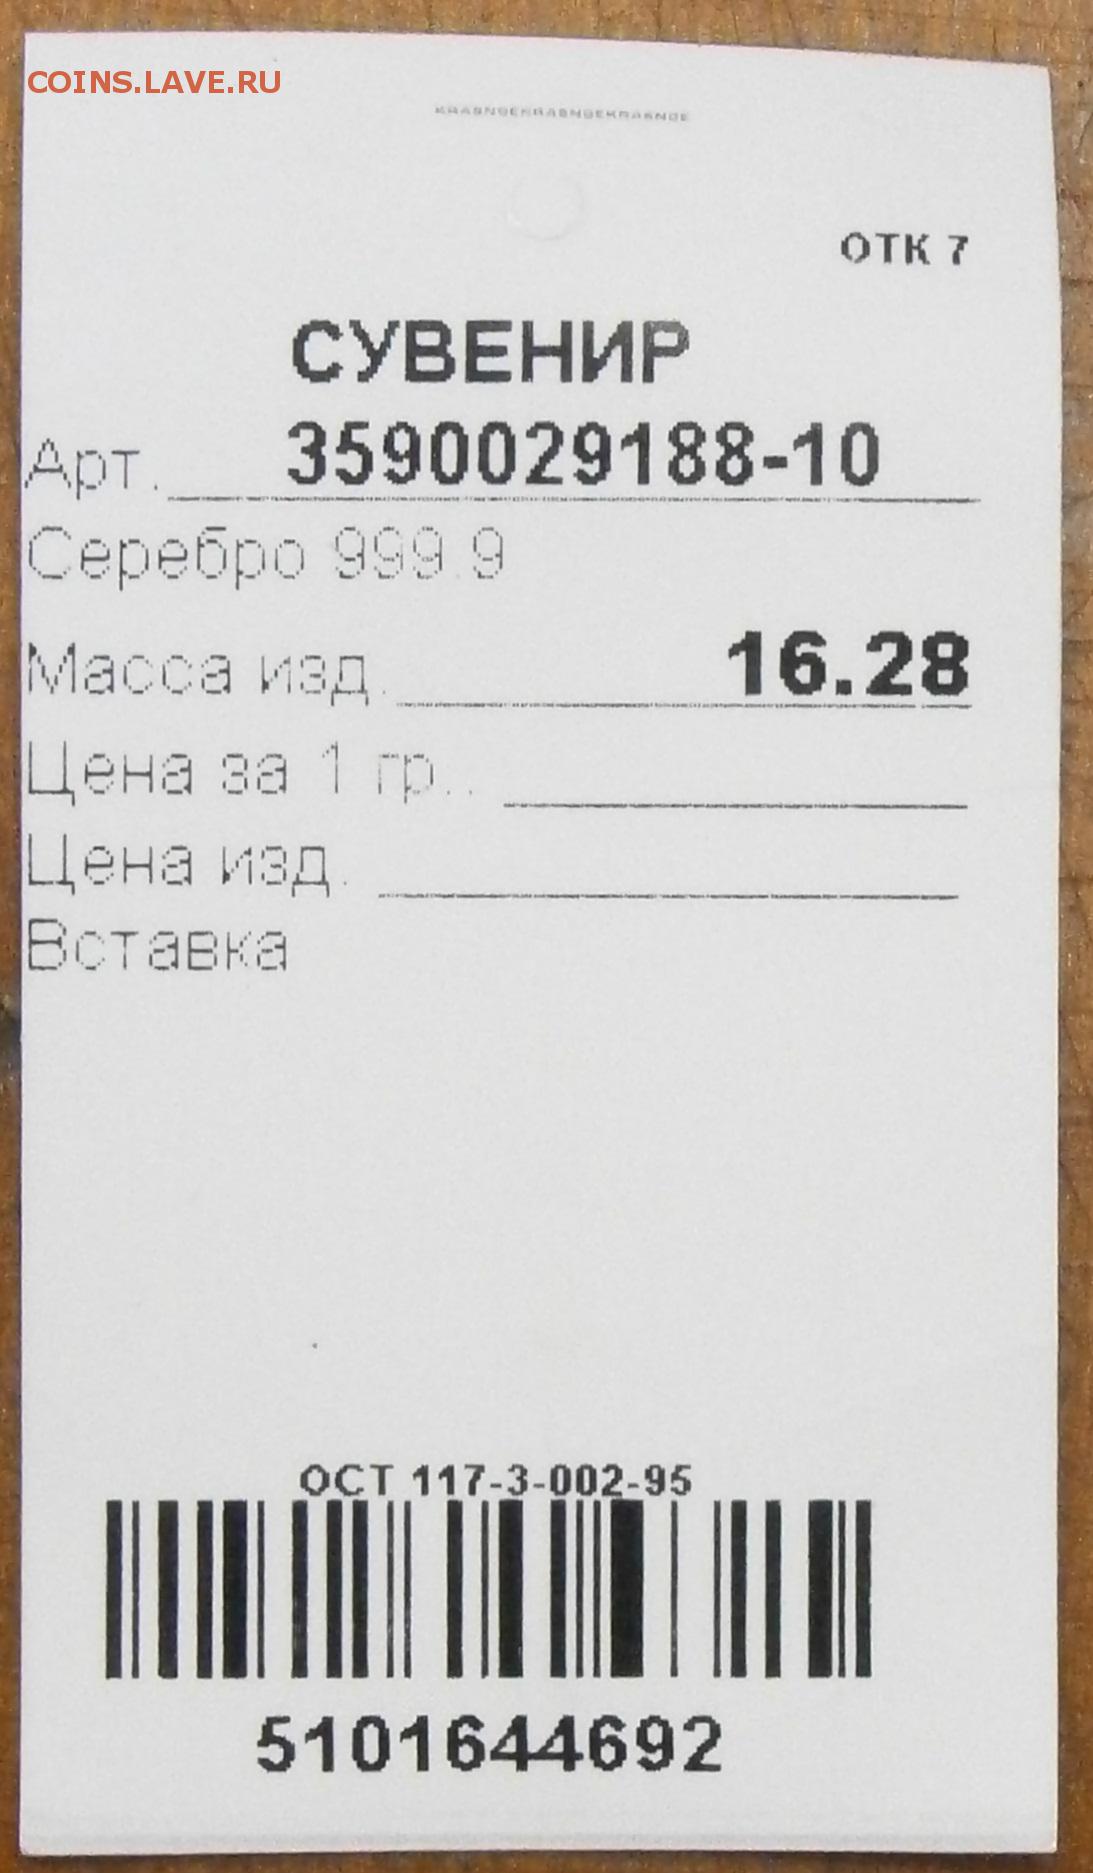 COINS.LAVE.RU
KRASNOEKRASNOEKRASNOE
ОТК 7
СУВЕНИР
Арт. 3590029188-10
Серебро 999.9
Масса изд. 16.28
Цена за 1 гр..
Цена изд.
Вставка
ОСТ 117-3-002-95
5101644692